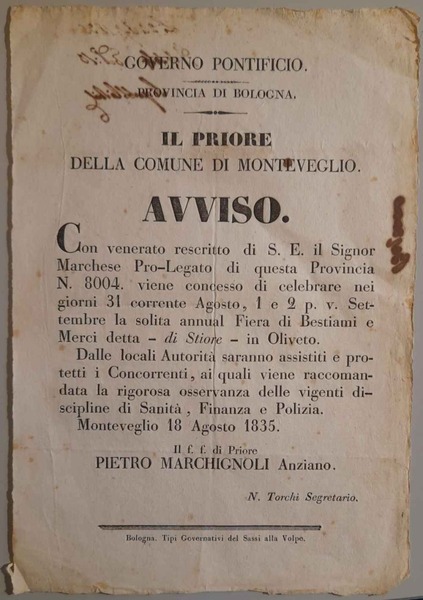 GOVERNO PONTIFICIO.
PROVINCIA DI BOLOGNA.
IL PRIORE
DELLA COMUNE DI MONTEVEGLIO.
AVVISO.
Con venerato rescritto di S. E. il Signor
Marchese Pro-Legato di questa Provincia
N. 8004. viene concesso di celebrare nei
giorni 31 corrente Agosto, 1 e 2 p. v. Set-
tembre la solita annual Fiera di Bestiami e
Merci detta - di Stiore - in Oliveto.
Dalle locali Autorità saranno assistiti e pro-
tetti i Concorrenti, ai quali viene raccoman-
data la rigorosa osservanza delle vigenti di-
scipline di Sanità, Finanza e Polizia.
Monteveglio 18 Agosto 1835.
Il f. f. di Priore
PIETRO MARCHIGNOLI Anziano.
N. Torchi Segretario.
Bologna. Tipi Governativi del Sassi alla Volpe.